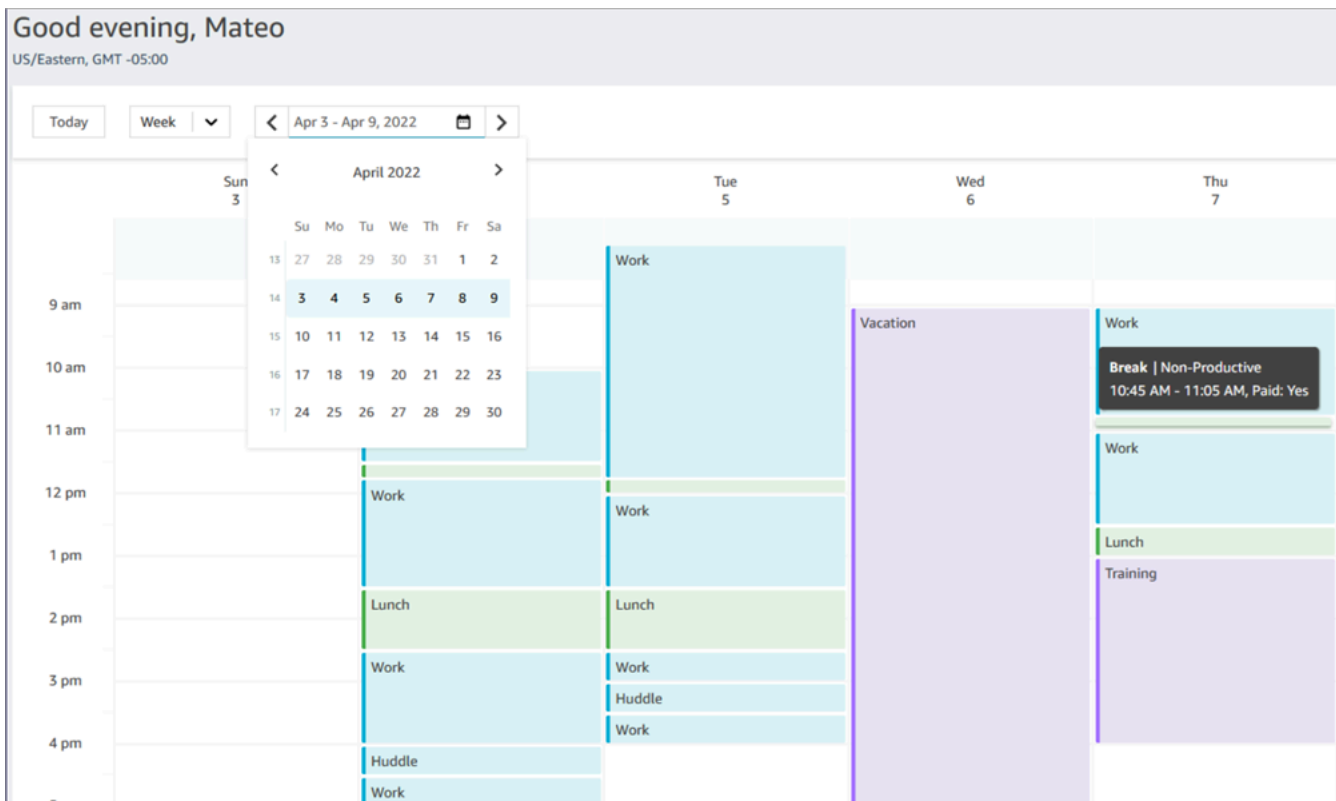 Good evening, Mateo
US/Eastern, GMT -05:00
Today
Week
Apr 3 - Apr 9, 2022
April 2022
Su Mo Tu We Th Fr Sa
13 27 28 29 30 31 1 2
14 3 4 5 6 7 8 9
15 10 11 12 13 14 15 16
16 17 18 19 20 21 22 23
17 24 25 26 27 28 29 30
Sun
3
Tue
5
Wed
6
Thu
7
9 am
10 am
11 am
12 pm
1 pm
2 pm
3 pm
4 pm
Work
Lunch
Work
Huddle
Work
Work
Work
Lunch
Work
Huddle
Work
Vacation
Work
Break | Non-Productive
10:45 AM - 11:05 AM, Paid: Yes
Work
Lunch
Training